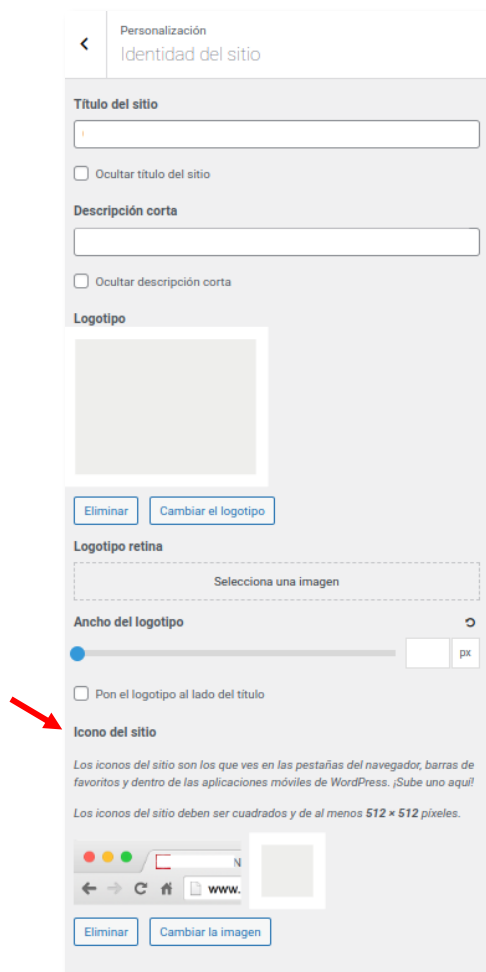 Personalización
Identidad del sitio
Título del sitio
Ocultar título del sitio
Descripción corta
Ocultar descripción corta
Logotipo
Eliminar
Cambiar el logotipo
Logotipo retina
Selecciona una imagen
Ancho del logotipo
px
Pon el logotipo al lado del título
Icono del sitio
Los iconos del sitio son los que ves en las pestañas del navegador, barras de
favoritos y dentro de las aplicaciones móviles de WordPress. ¡Sube uno aquí!
Los iconos del sitio deben ser cuadrados y de al menos 512 × 512 píxeles.
N
www.
Eliminar
Cambiar la imagen